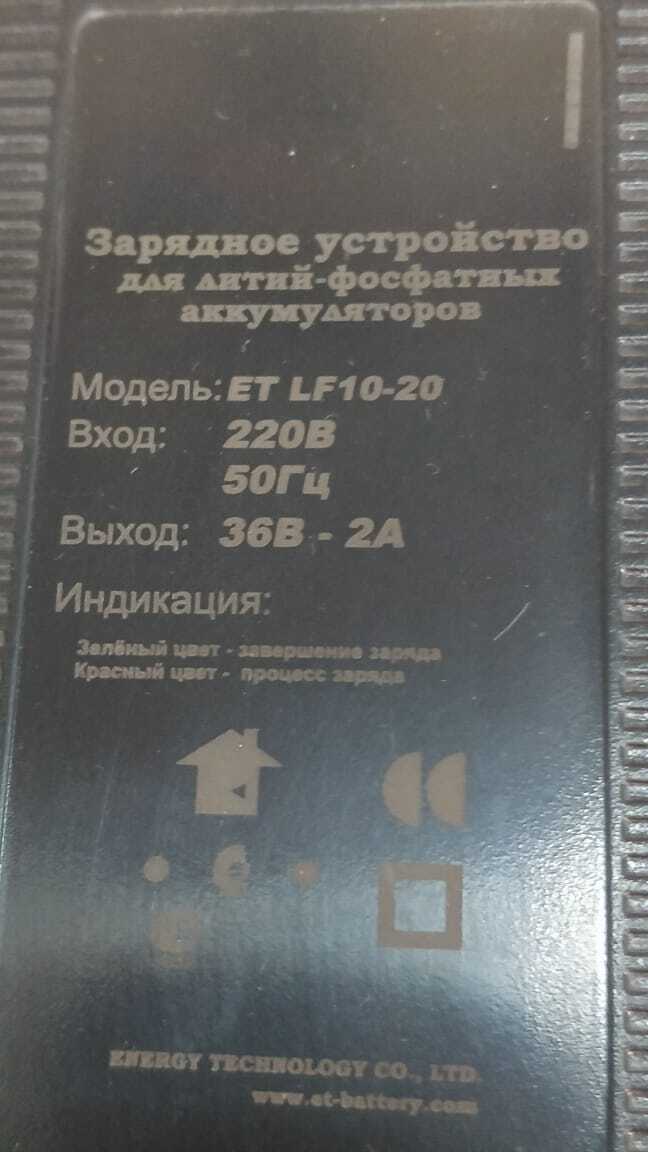 Зарядное устройство
для литий-фосфатных
аккумуляторов
Модель: ET LF10-20
Вход: 220В
50Гц
Выход: 36В - 2А
Индикация:
Зелёный цвет - завершение заряда
Красный цвет - процесс заряда
ENERGY TECHNOLOGY CO., LTD.
www.et-battery.com